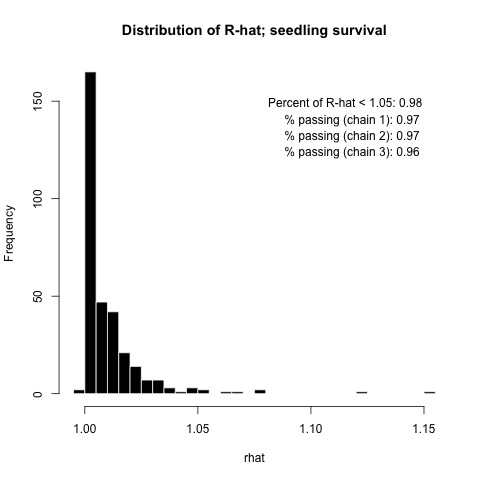 Distribution of R-hat; seedling survival
Percent of R-hat < 1.05: 0.98
% passing (chain 1): 0.97
% passing (chain 2): 0.97
% passing (chain 3): 0.96
Frequency
150
100
50
0
1.00 1.05 1.10 1.15
rhat